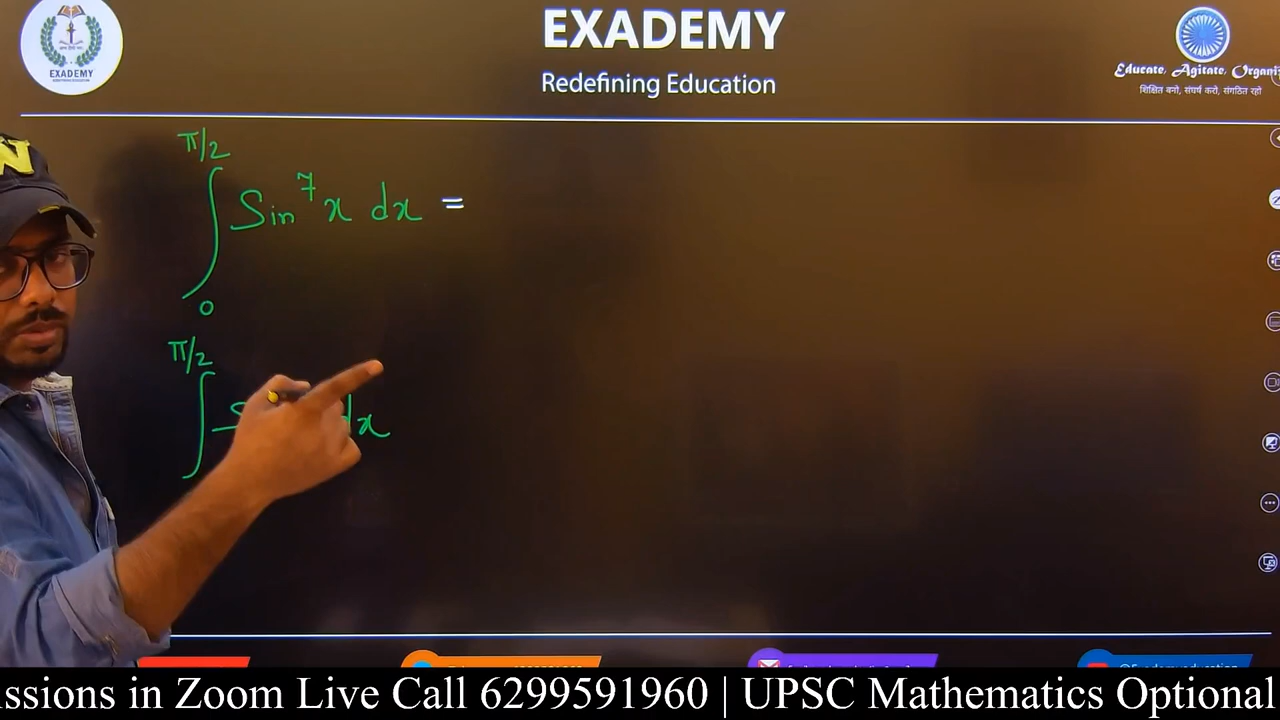 EXADEMY
Redefining Education
EXADEMY
Educate, Agitate, Organi
शिक्षित बनो, संघर्ष करो, संगठित रहो
π/2
∫ Sin⁷x dx =
0
π/2
∫ S dx
ssions in Zoom Live Call 6299591960 | UPSC Mathematics Optional